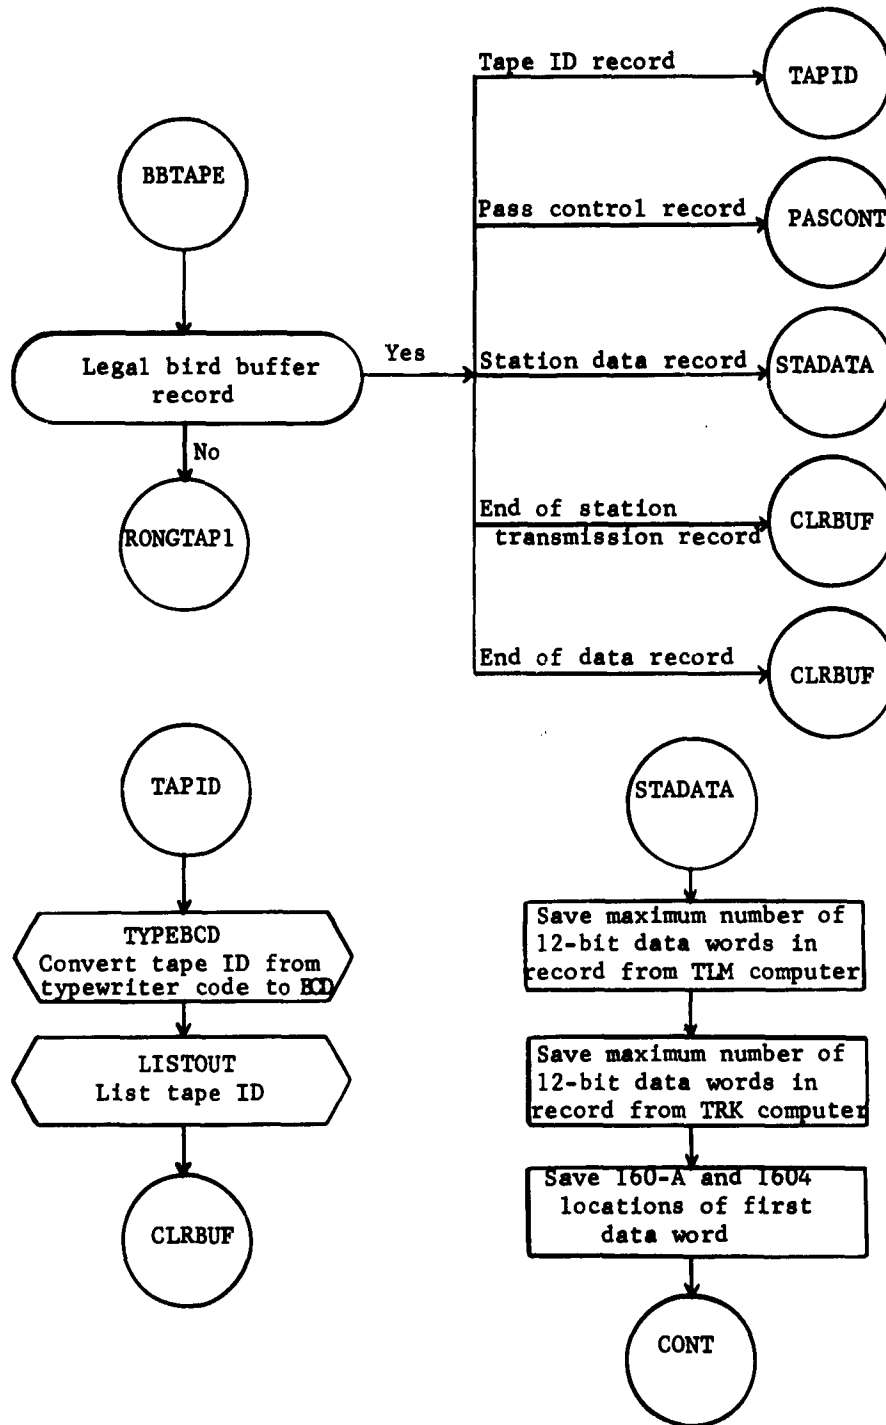 BBTAPE
Legal bird buffer
record
Yes
No
RONGTAP1
Tape ID record
TAPID
Pass control record
PASCONT
Station data record
STADATA
End of station
transmission record
CLRBUF
End of data record
CLRBUF
TAPID
TYPEBCD
Convert tape ID from
typewriter code to BCD
LISTOUT
List tape ID
CLRBUF
STADATA
Save maximum number of
12-bit data words in
record from TLM computer
Save maximum number of
12-bit data words in
record from TRK computer
Save 160-A and 1604
locations of first
data word
CONT